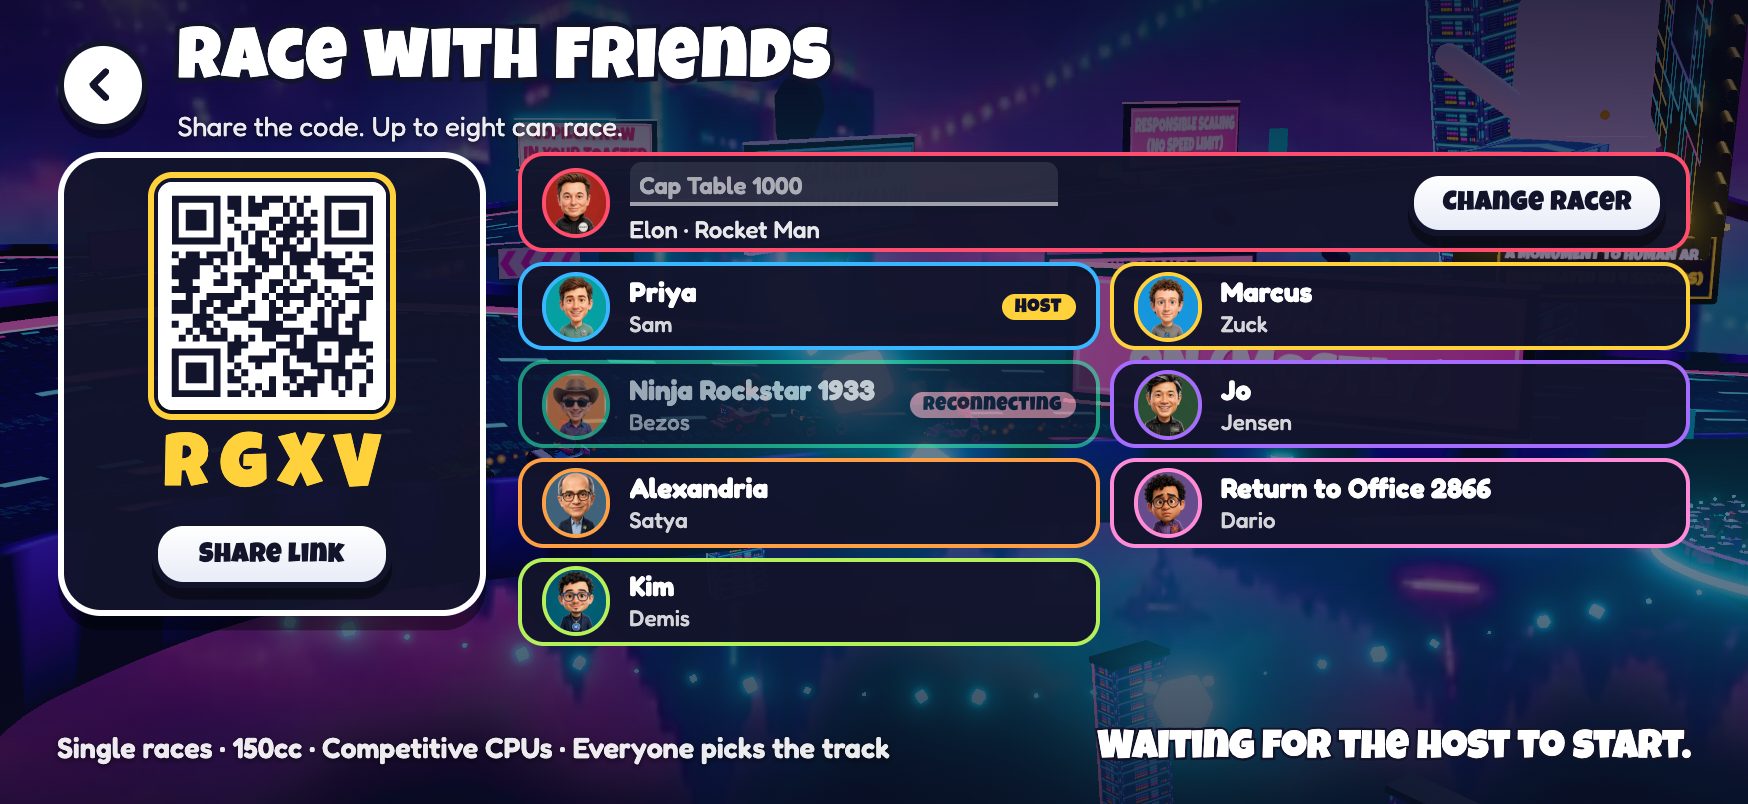 Race with Friends
Share the code. Up to eight can race.
RGXV
Share Link
Cap Table 1000
Elon · Rocket Man
Change Racer
Priya
Sam
Host
Marcus
Zuck
Ninja Rockstar 1933
Bezos
Reconnecting
Jo
Jensen
Alexandria
Satya
Return to Office 2866
Dario
Kim
Demis
Single races · 150cc · Competitive CPUs · Everyone picks the track
Waiting for the host to start.
RESPONSIBLE SCALING
(NO SPEED LIMIT)
IN YOUR TOASTER
A MONUMENT TO HUMAN AR